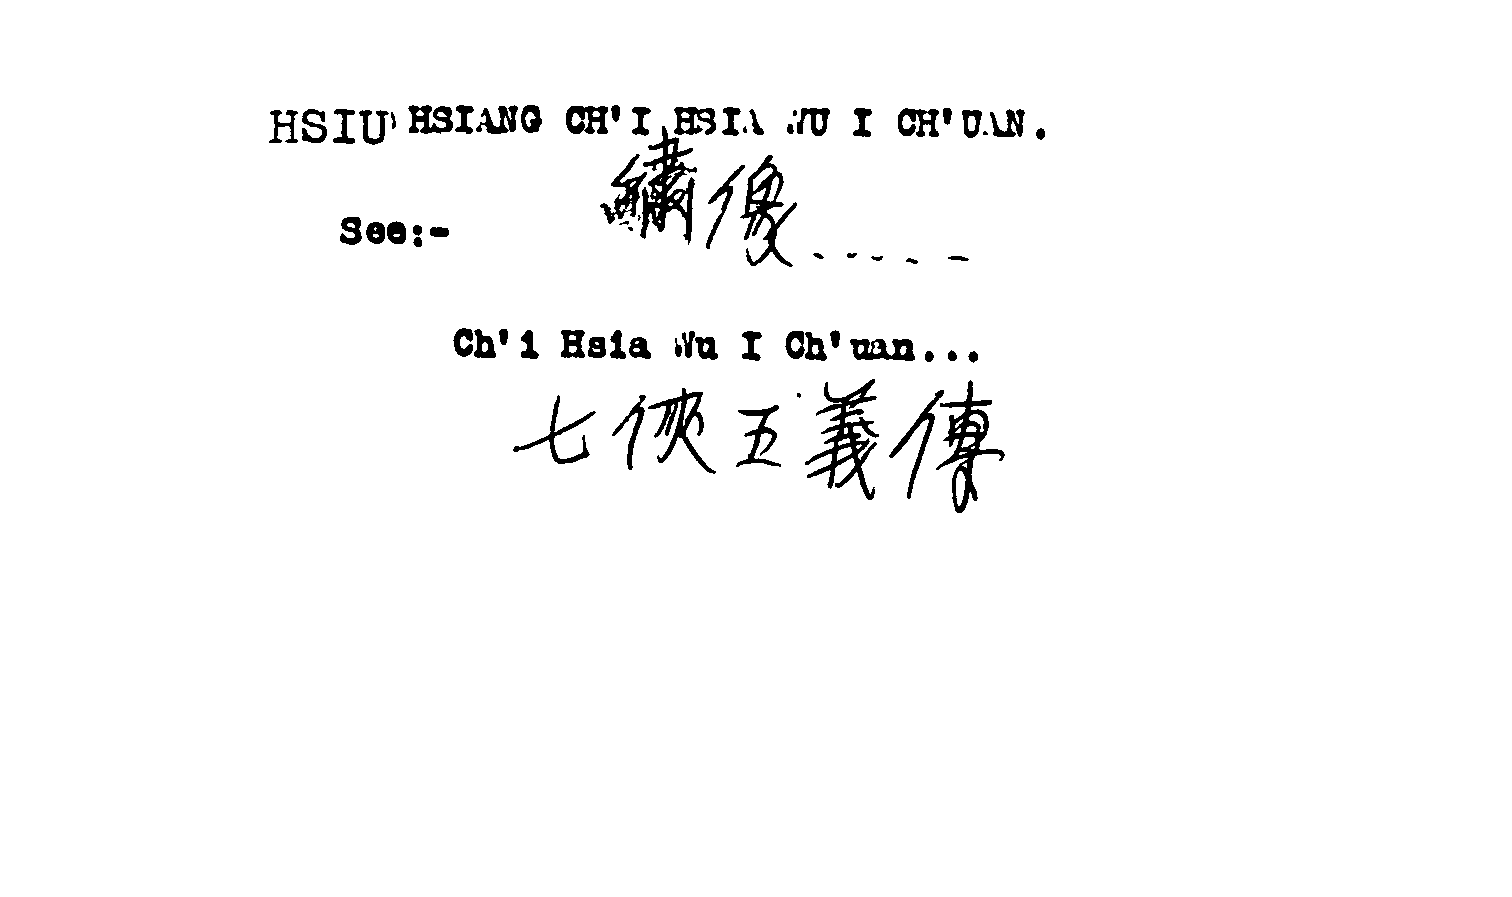 HSIU HSIANG CH'I HSIA WU I CH'UAN.
繡像.....
See:-
Ch'i Hsia Wu I Ch'uan...
七俠五義傳